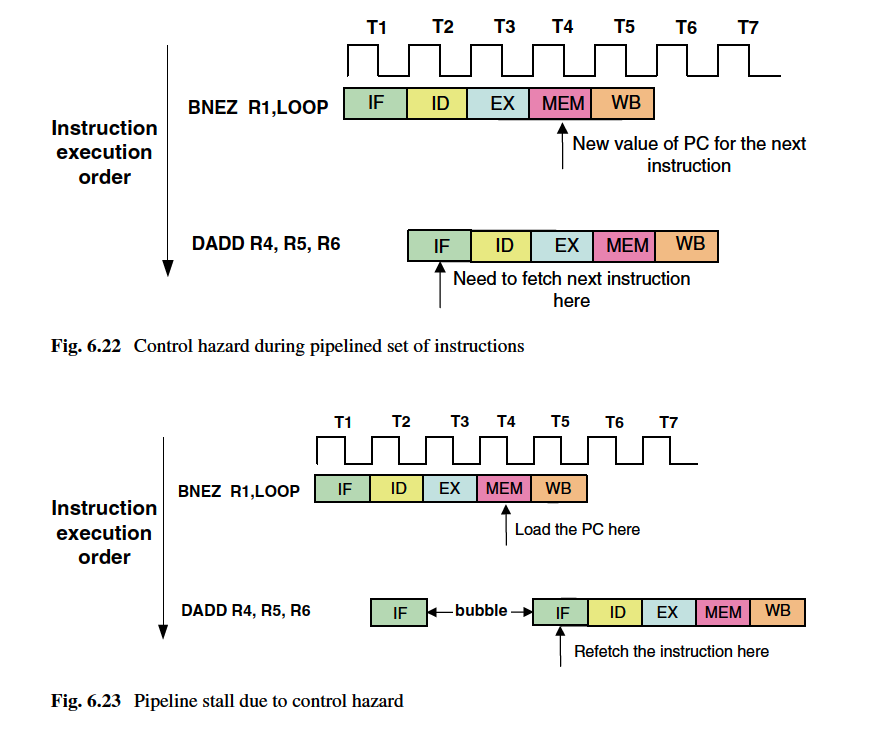 T1 T2 T3 T4 T5 T6 T7
BNEZ R1,LOOP IF ID EX MEM WB
New value of PC for the next
instruction
Instruction
execution
order
DADD R4, R5, R6 IF ID EX MEM WB
Need to fetch next instruction
here
Fig. 6.22 Control hazard during pipelined set of instructions
T1 T2 T3 T4 T5 T6 T7
BNEZ R1,LOOP IF ID EX MEM WB
Load the PC here
Instruction
execution
order
DADD R4, R5, R6 IF bubble IF ID EX MEM WB
Refetch the instruction here
Fig. 6.23 Pipeline stall due to control hazard